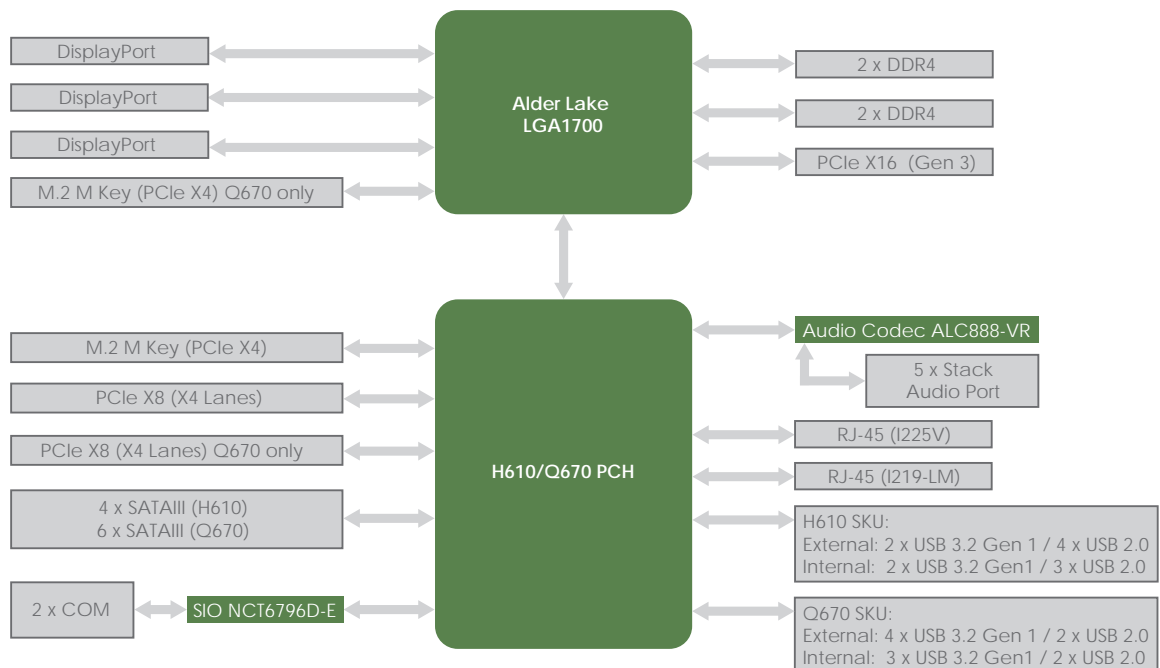 DisplayPort
DisplayPort
DisplayPort
M.2 M Key (PCIe X4) Q670 only
Alder Lake
LGA1700
2 x DDR4
2 x DDR4
PCIe X16 (Gen 3)
M.2 M Key (PCIe X4)
PCIe X8 (X4 Lanes)
PCIe X8 (X4 Lanes) Q670 only
4 x SATAIII (H610)
6 x SATAIII (Q670)
2 x COM
SIO NCT6796D-E
H610/Q670 PCH
Audio Codec ALC888-VR
5 x Stack
Audio Port
RJ-45 (I225V)
RJ-45 (I219-LM)
H610 SKU:
External: 2 x USB 3.2 Gen 1 / 4 x USB 2.0
Internal: 2 x USB 3.2 Gen1 / 3 x USB 2.0
Q670 SKU:
External: 4 x USB 3.2 Gen 1 / 2 x USB 2.0
Internal: 3 x USB 3.2 Gen1 / 2 x USB 2.0